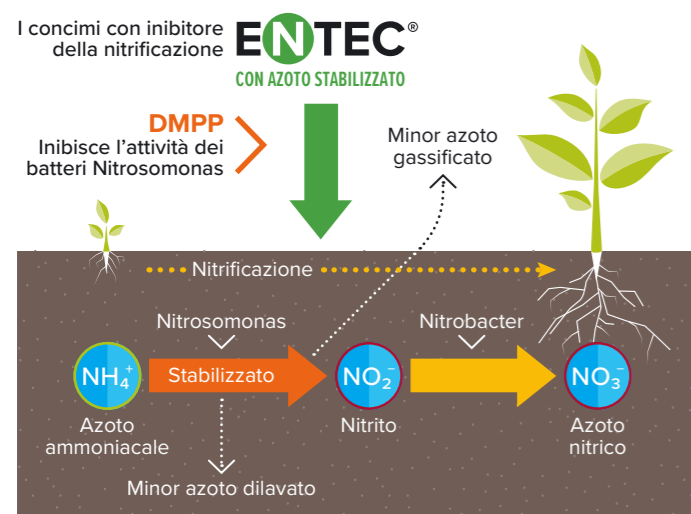 I concimi con inibitore
della nitrificazione
ENTEC®
CON AZOTO STABILIZZATO
DMPP
Inibisce l'attività dei
batteri Nitrosomonas
Minor azoto
gassificato
Nitrificazione
Nitrosomonas
Nitrobacter
NH₄⁺
Stabilizzato
NO₂⁻
NO₃⁻
Azoto
ammoniacale
Nitrito
Azoto
nitrico
Minor azoto dilavato